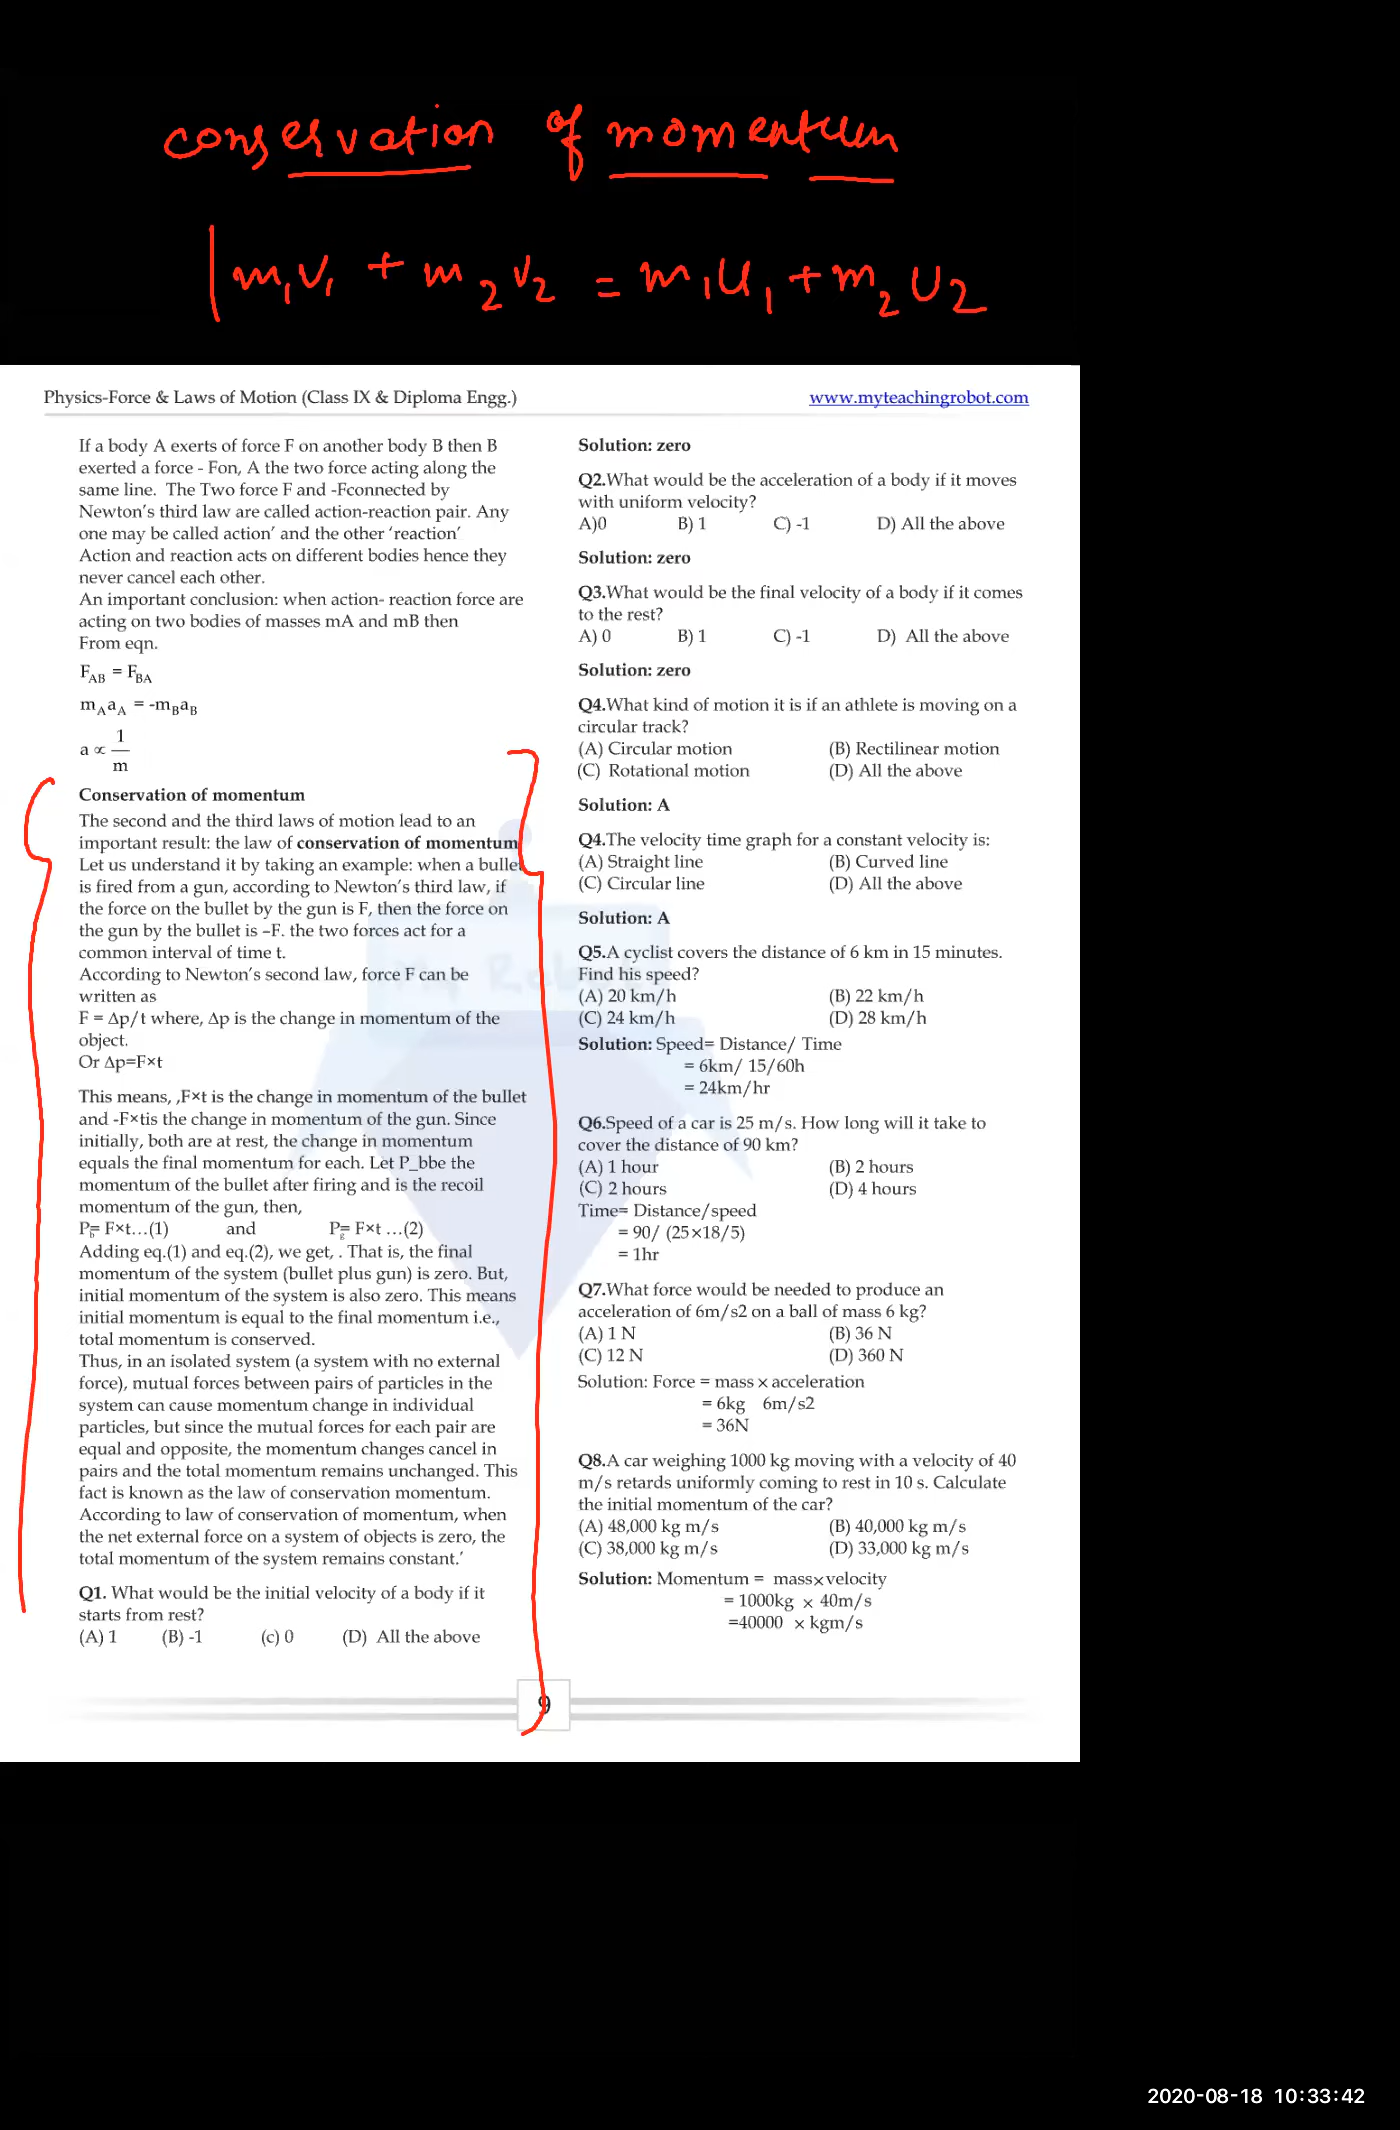 conservation of momentum
m₁v₁ + m₂v₂ = m₁u₁ + m₂u₂
Physics-Force & Laws of Motion (Class IX & Diploma Engg.)
www.myteachingrobot.com
If a body A exerts of force F on another body B then B
exerted a force - Fon, A the two force acting along the
same line.  The Two force F and -Fconnected by
Newton's third law are called action-reaction pair. Any
one may be called action' and the other 'reaction'
Action and reaction acts on different bodies hence they
never cancel each other.
An important conclusion: when action- reaction force are
acting on two bodies of masses mA and mB then
From eqn.
F_AB = F_BA
m_A a_A = -m_B a_B
a ∝ 1/m
Conservation of momentum
The second and the third laws of motion lead to an
important result: the law of conservation of momentum
Let us understand it by taking an example: when a bullet
is fired from a gun, according to Newton's third law, if
the force on the bullet by the gun is F, then the force on
the gun by the bullet is –F. the two forces act for a
common interval of time t.
According to Newton's second law, force F can be
written as
F = Δp/t where, Δp is the change in momentum of the
object.
Or Δp=F×t
This means, ,F×t is the change in momentum of the bullet
and -F×tis the change in momentum of the gun. Since
initially, both are at rest, the change in momentum
equals the final momentum for each. Let P_bbe the
momentum of the bullet after firing and is the recoil
momentum of the gun, then,
P_b= F×t…(1) and P_g= F×t …(2)
Adding eq.(1) and eq.(2), we get, . That is, the final
momentum of the system (bullet plus gun) is zero. But,
initial momentum of the system is also zero. This means
initial momentum is equal to the final momentum i.e.,
total momentum is conserved.
Thus, in an isolated system (a system with no external
force), mutual forces between pairs of particles in the
system can cause momentum change in individual
particles, but since the mutual forces for each pair are
equal and opposite, the momentum changes cancel in
pairs and the total momentum remains unchanged. This
fact is known as the law of conservation momentum.
According to law of conservation of momentum, when
the net external force on a system of objects is zero, the
total momentum of the system remains constant.'
Q1. What would be the initial velocity of a body if it
starts from rest?
(A) 1 (B) -1 (c) 0 (D) All the above
Solution: zero
Q2.What would be the acceleration of a body if it moves
with uniform velocity?
A)0 B) 1 C) -1 D) All the above
Solution: zero
Q3.What would be the final velocity of a body if it comes
to the rest?
A) 0 B) 1 C) -1 D) All the above
Solution: zero
Q4.What kind of motion it is if an athlete is moving on a
circular track?
(A) Circular motion (B) Rectilinear motion
(C) Rotational motion (D) All the above
Solution: A
Q4.The velocity time graph for a constant velocity is:
(A) Straight line (B) Curved line
(C) Circular line (D) All the above
Solution: A
Q5.A cyclist covers the distance of 6 km in 15 minutes.
Find his speed?
(A) 20 km/h (B) 22 km/h
(C) 24 km/h (D) 28 km/h
Solution: Speed= Distance/ Time
= 6km/ 15/60h
= 24km/hr
Q6.Speed of a car is 25 m/s. How long will it take to
cover the distance of 90 km?
(A) 1 hour (B) 2 hours
(C) 2 hours (D) 4 hours
Time= Distance/speed
= 90/ (25×18/5)
= 1hr
Q7.What force would be needed to produce an
acceleration of 6m/s2 on a ball of mass 6 kg?
(A) 1 N (B) 36 N
(C) 12 N (D) 360 N
Solution: Force = mass x acceleration
= 6kg 6m/s2
= 36N
Q8.A car weighing 1000 kg moving with a velocity of 40
m/s retards uniformly coming to rest in 10 s. Calculate
the initial momentum of the car?
(A) 48,000 kg m/s (B) 40,000 kg m/s
(C) 38,000 kg m/s (D) 33,000 kg m/s
Solution: Momentum = mass×velocity
= 1000kg × 40m/s
=40000 × kgm/s
9
2020-08-18 10:33:42